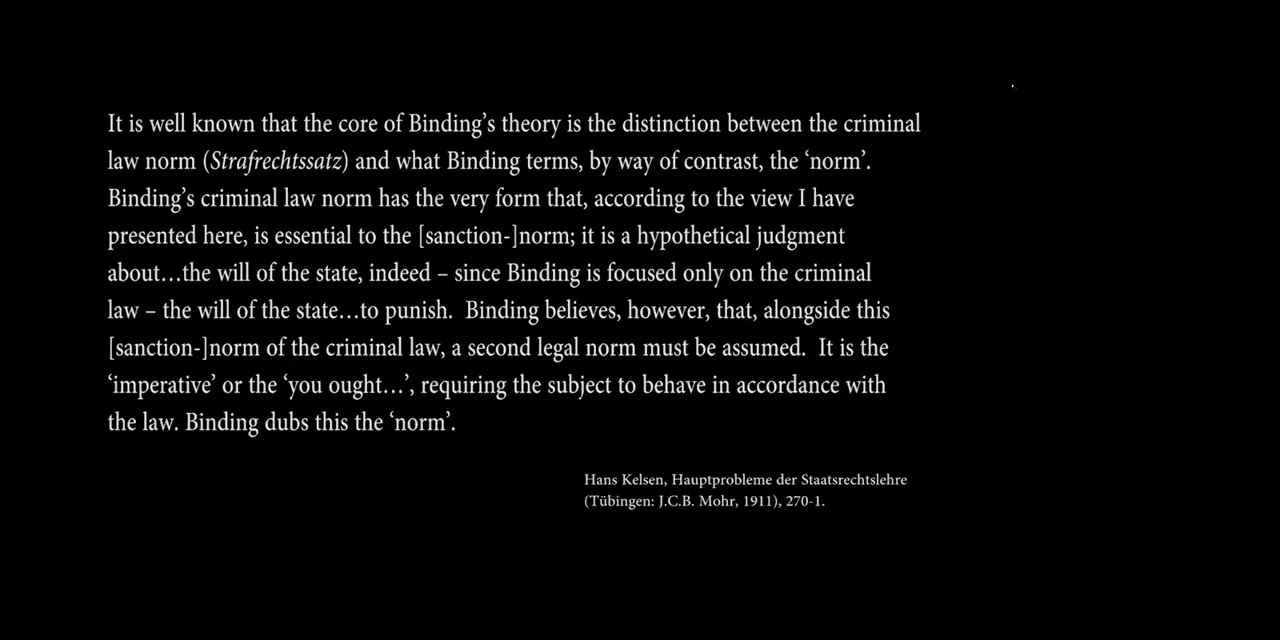 It is well known that the core of Binding’s theory is the distinction between the criminal
law norm (Strafrechtssatz) and what Binding terms, by way of contrast, the ‘norm’.
Binding’s criminal law norm has the very form that, according to the view I have
presented here, is essential to the [sanction-]norm; it is a hypothetical judgment
about…the will of the state, indeed – since Binding is focused only on the criminal
law – the will of the state…to punish.  Binding believes, however, that, alongside this
[sanction-]norm of the criminal law, a second legal norm must be assumed.  It is the
‘imperative’ or the ‘you ought…’, requiring the subject to behave in accordance with
the law. Binding dubs this the ‘norm’.
Hans Kelsen, Hauptprobleme der Staatsrechtslehre
(Tübingen: J.C.B. Mohr, 1911), 270-1.